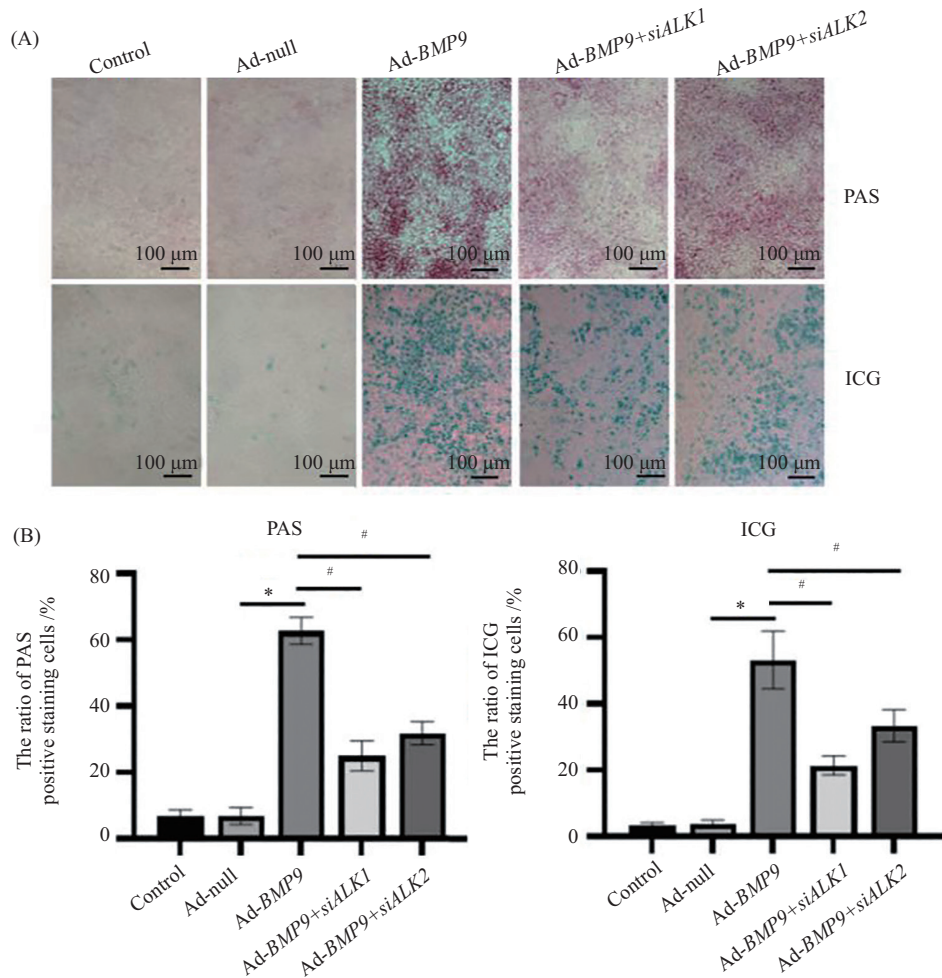 (A)
Control
Ad-null
Ad-BMP9
Ad-BMP9+siALK1
Ad-BMP9+siALK2
100 μm
100 μm
100 μm
100 μm
100 μm
PAS
100 μm
100 μm
100 μm
100 μm
100 μm
ICG
(B)
PAS
The ratio of PAS
positive staining cells /%
80
60
40
20
0
*
#
#
Control
Ad-null
Ad-BMP9
Ad-BMP9+siALK1
Ad-BMP9+siALK2
ICG
The ratio of ICG
positive staining cells /%
80
60
40
20
0
*
#
#
Control
Ad-null
Ad-BMP9
Ad-BMP9+siALK1
Ad-BMP9+siALK2